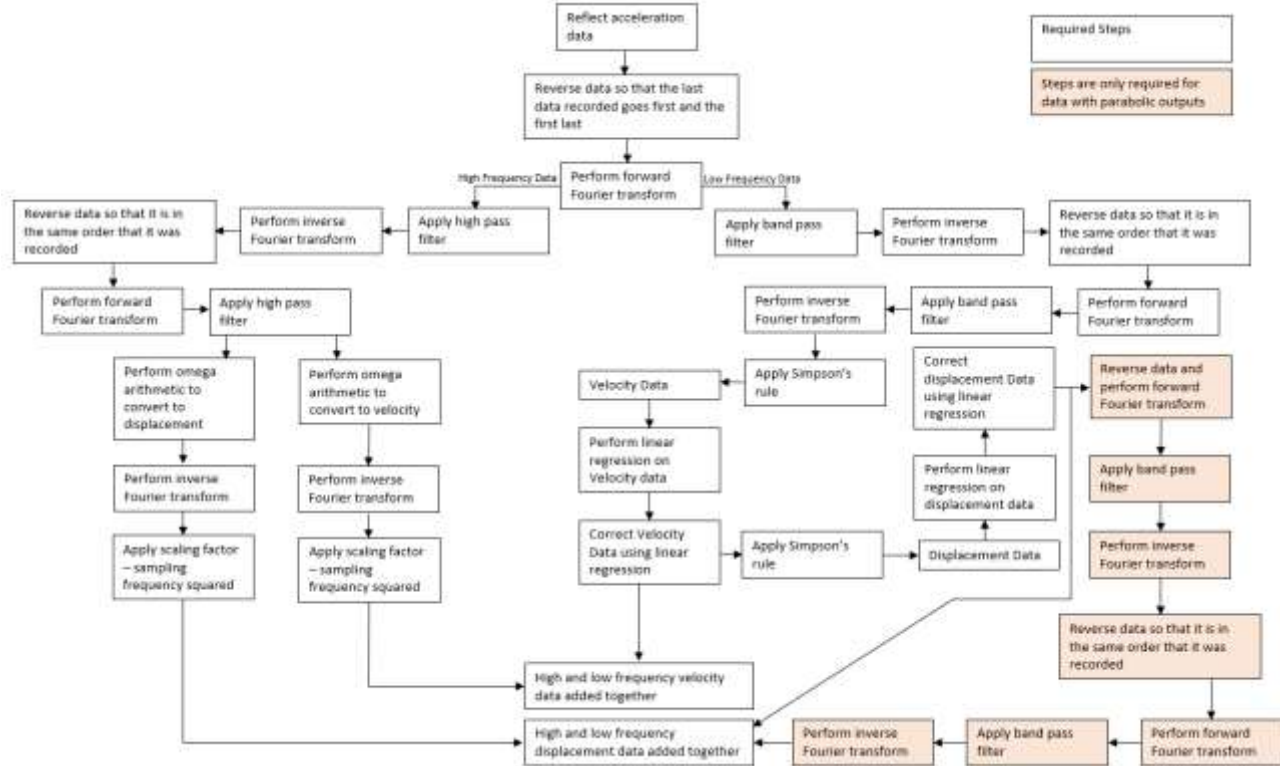 Reflect acceleration
data
Required Steps
Steps are only required for
data with parabolic outputs
Reverse data so that the last
data recorded goes first and the
first last
High Frequency Data
Perform forward
Fourier transform
Low Frequency Data
Reverse data so that it is in
the same order that it was
recorded
Perform inverse
Fourier transform
Apply high pass
filter
Apply band pass
filter
Perform inverse
Fourier transform
Reverse data so that it is in
the same order that it was
recorded
Perform forward
Fourier transform
Apply high pass
filter
Perform inverse
Fourier transform
Apply band pass
filter
Perform forward
Fourier transform
Perform omega
arithmetic to
convert to
displacement
Perform omega
arithmetic to
convert to velocity
Velocity Data
Apply Simpson's
rule
Correct
displacement Data
using linear
regression
Reverse data and
perform forward
Fourier transform
Perform linear
regression on
Velocity data
Perform inverse
Fourier transform
Perform inverse
Fourier transform
Perform linear
regression on
displacement data
Apply band pass
filter
Apply scaling factor
– sampling
frequency squared
Apply scaling factor
– sampling
frequency squared
Correct Velocity
Data using linear
regression
Apply Simpson's
rule
Displacement Data
Perform inverse
Fourier transform
Reverse data so that it is in
the same order that it was
recorded
High and low frequency velocity
data added together
High and low frequency
displacement data added together
Perform inverse
Fourier transform
Apply band pass
filter
Perform forward
Fourier transform